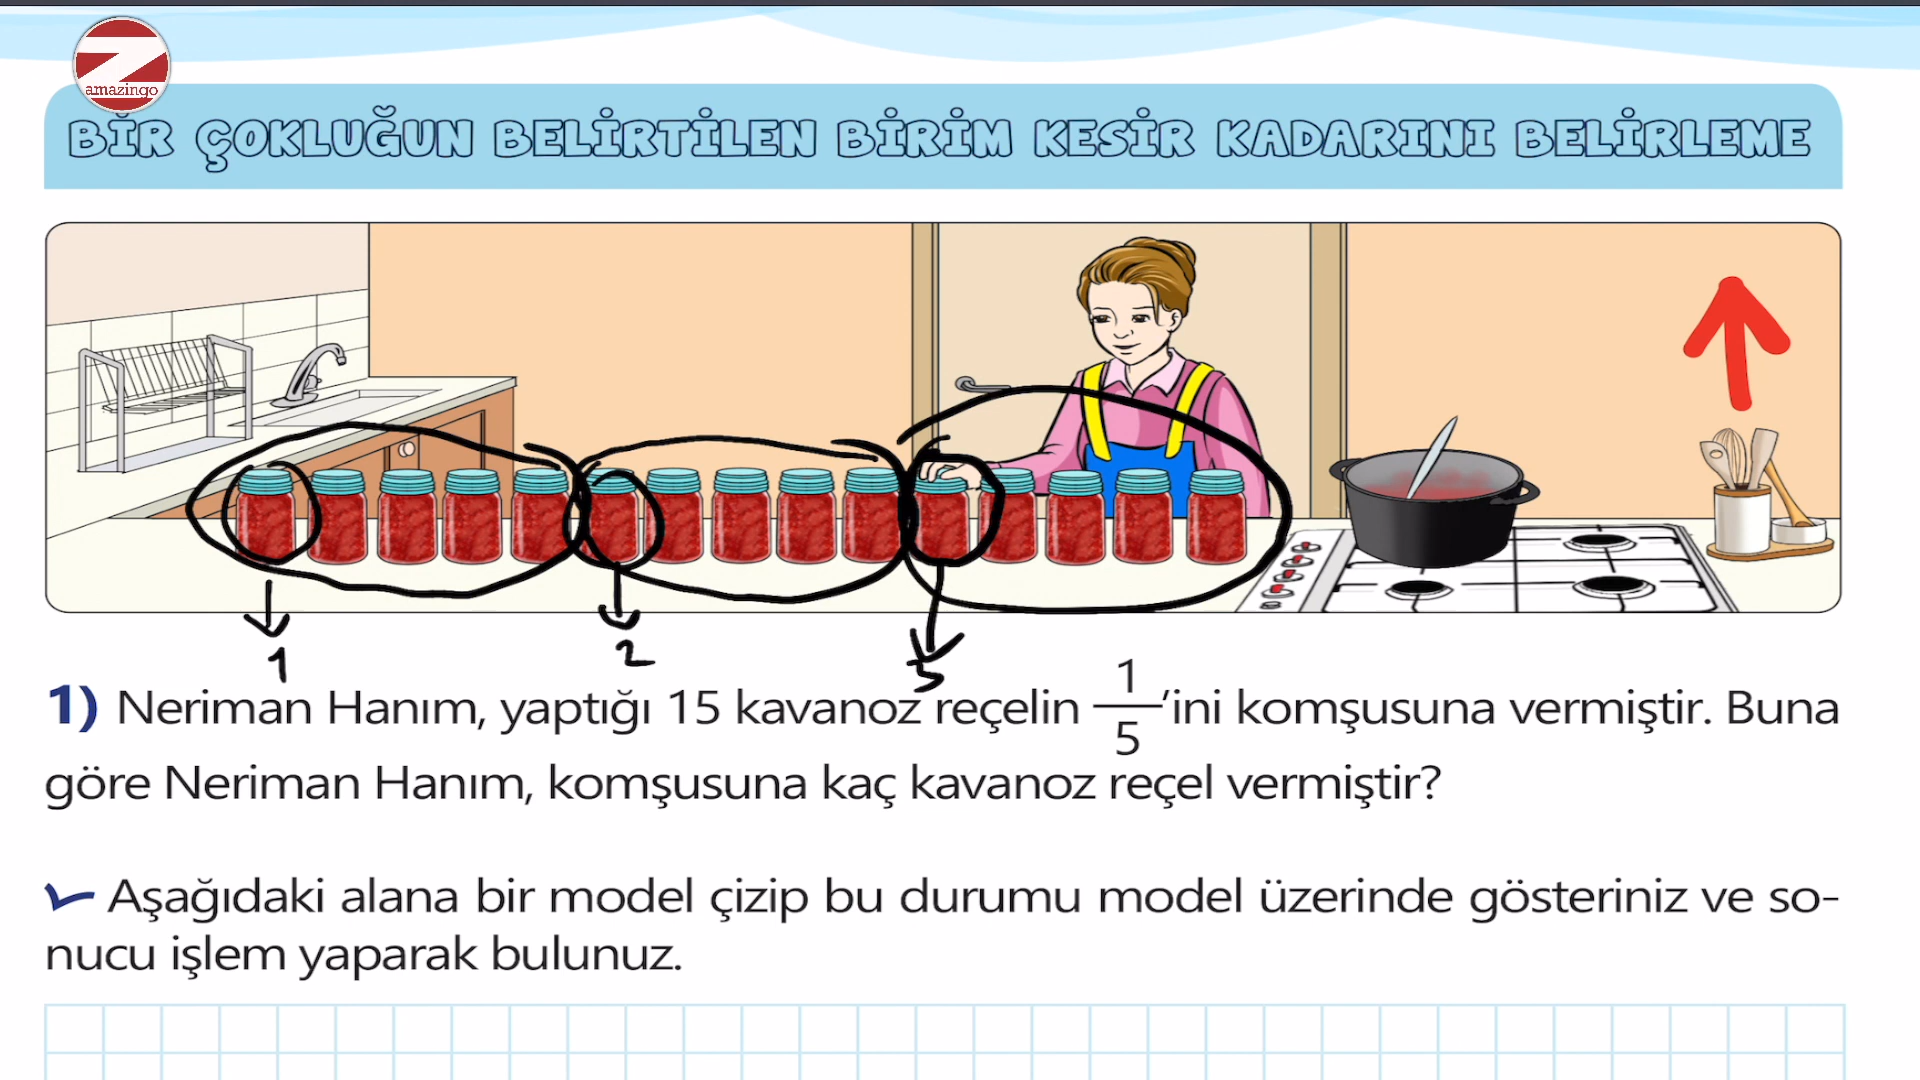 amazingo
BİR ÇOKLUĞUN BELİRTİLEN BİRİM KESİR KADARINI BELİRLEME
1 2 3
1) Neriman Hanım, yaptığı 15 kavanoz reçelin 1/5'ini komşusuna vermiştir. Buna
göre Neriman Hanım, komşusuna kaç kavanoz reçel vermiştir?
Aşağıdaki alana bir model çizip bu durumu model üzerinde gösteriniz ve so-
nucu işlem yaparak bulunuz.